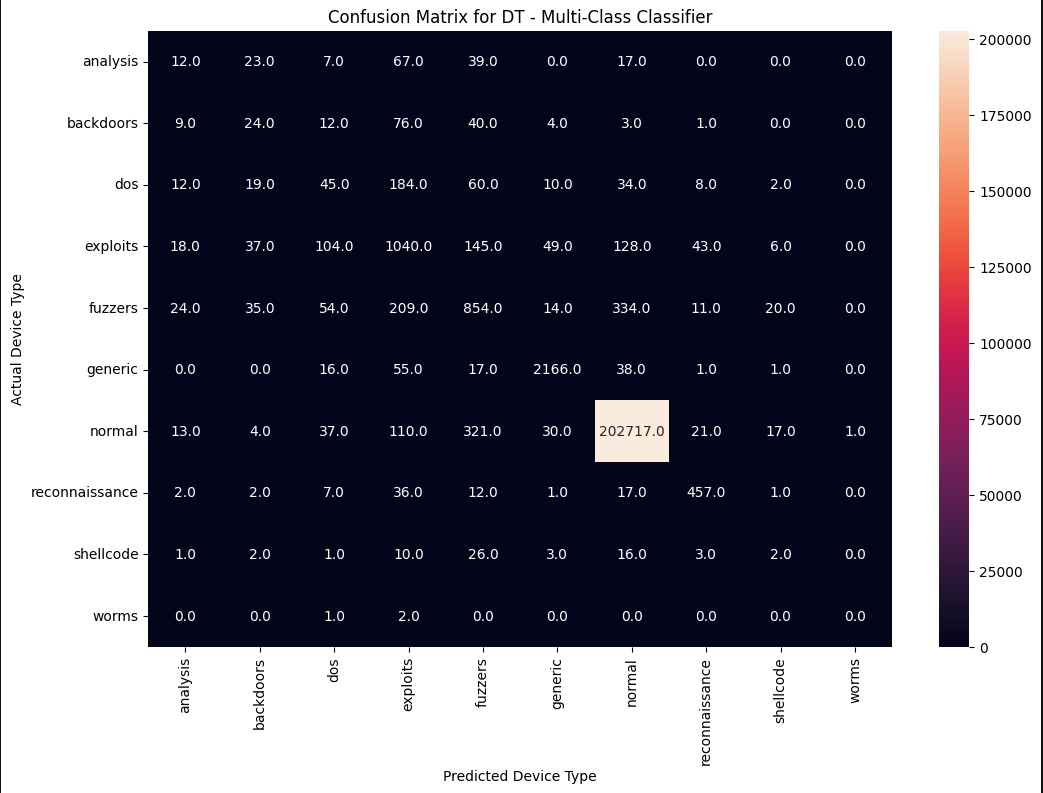 Confusion Matrix for DT - Multi-Class Classifier
analysis 12.0 23.0 7.0 67.0 39.0 0.0 17.0 0.0 0.0 0.0
backdoors 9.0 24.0 12.0 76.0 40.0 4.0 3.0 1.0 0.0 0.0
dos 12.0 19.0 45.0 184.0 60.0 10.0 34.0 8.0 2.0 0.0
exploits 18.0 37.0 104.0 1040.0 145.0 49.0 128.0 43.0 6.0 0.0
fuzzers 24.0 35.0 54.0 209.0 854.0 14.0 334.0 11.0 20.0 0.0
generic 0.0 0.0 16.0 55.0 17.0 2166.0 38.0 1.0 1.0 0.0
normal 13.0 4.0 37.0 110.0 321.0 30.0 202717.0 21.0 17.0 1.0
reconnaissance 2.0 2.0 7.0 36.0 12.0 1.0 17.0 457.0 1.0 0.0
shellcode 1.0 2.0 1.0 10.0 26.0 3.0 16.0 3.0 2.0 0.0
worms 0.0 0.0 1.0 2.0 0.0 0.0 0.0 0.0 0.0 0.0
analysis backdoors dos exploits fuzzers generic normal reconnaissance shellcode worms
Predicted Device Type
Actual Device Type
200000
175000
150000
125000
100000
75000
50000
25000
0